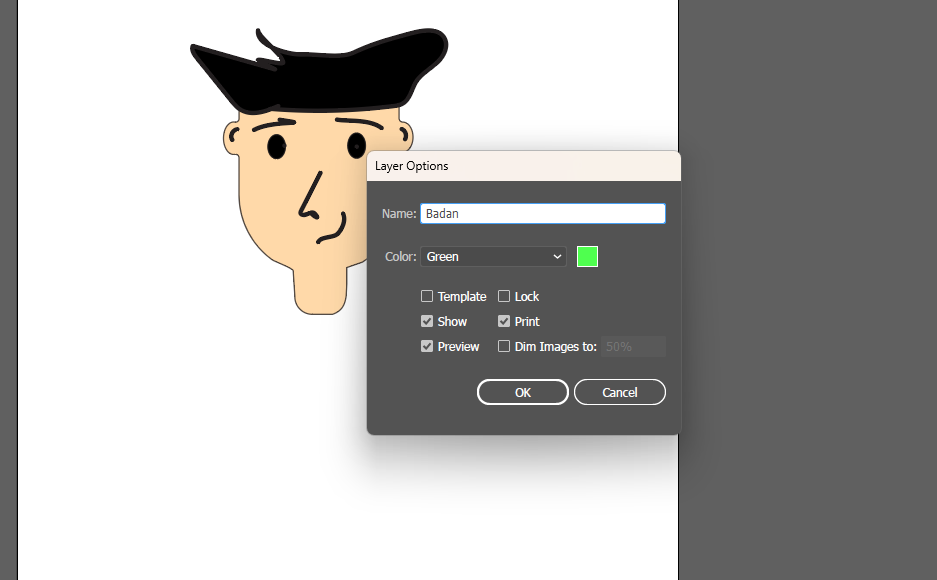 Layer Options
Name: Badan
Color: Green
Template Lock
Show Print
Preview Dim Images to: 50%
OK Cancel